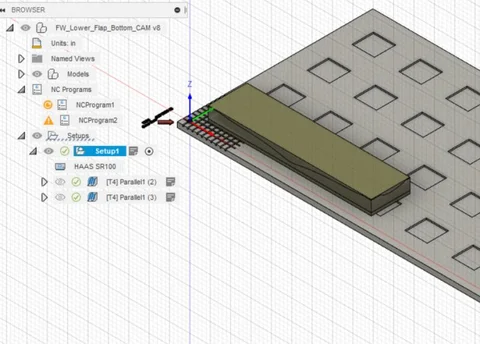 BROWSER
FW_Lower_Flap_Bottom_CAM v8
Units: in
Named Views
Models
NC Programs
NCProgram1
NCProgram2
Setups
Setup1
HAAS SR100
[T4] Parallel1 (2)
[T4] Parallel1 (3)
Z